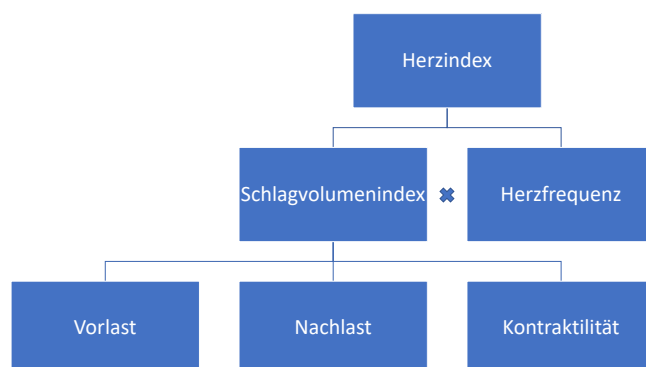 Herzindex
Schlagvolumenindex
Herzfrequenz
Vorlast
Nachlast
Kontraktilität